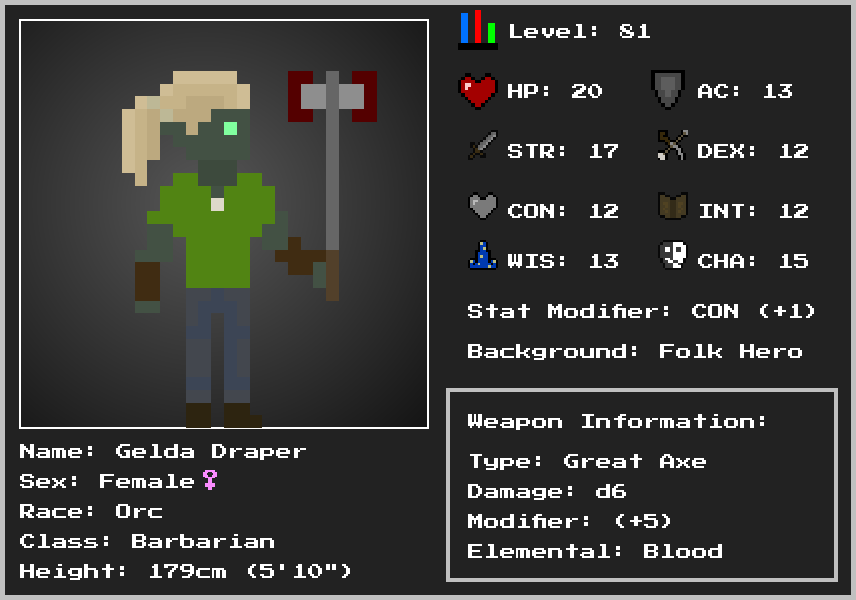 Level: 81
HP: 20
AC: 13
STR: 17
DEX: 12
CON: 12
INT: 12
WIS: 13
CHA: 15
Stat Modifier: CON (+1)
Background: Folk Hero
Weapon Information:
Type: Great Axe
Damage: d6
Modifier: (+5)
Elemental: Blood
Name: Gelda Draper
Sex: Female♀
Race: Orc
Class: Barbarian
Height: 179cm (5'10")